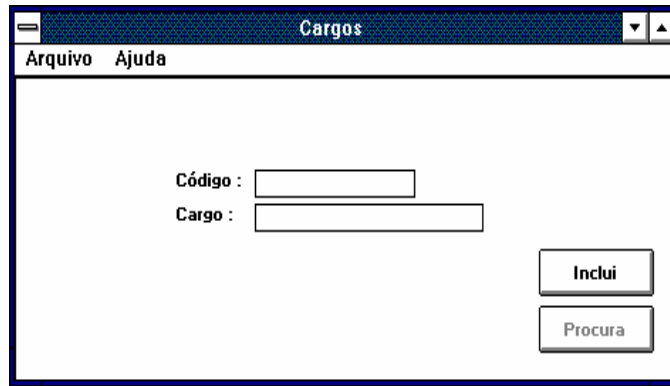 Cargos
Arquivo Ajuda
Código :
Cargo :
Inclui
Procura